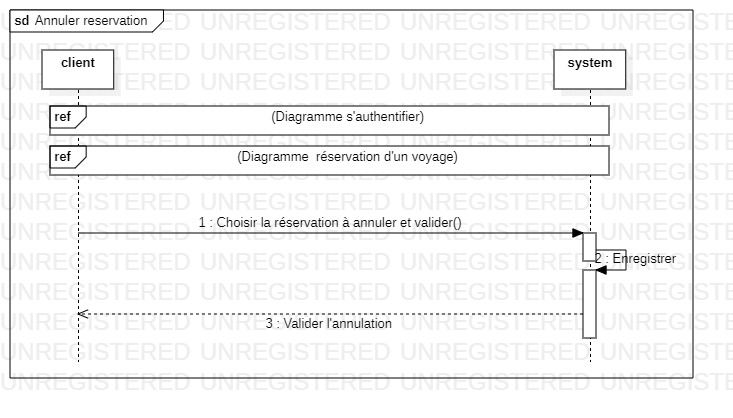 sd Annuler reservation
client
system
ref
(Diagramme s'authentifier)
ref
(Diagramme réservation d'un voyage)
1 : Choisir la réservation à annuler et valider()
2 : Enregistrer
3 : Valider l'annulation
UNREGISTERED